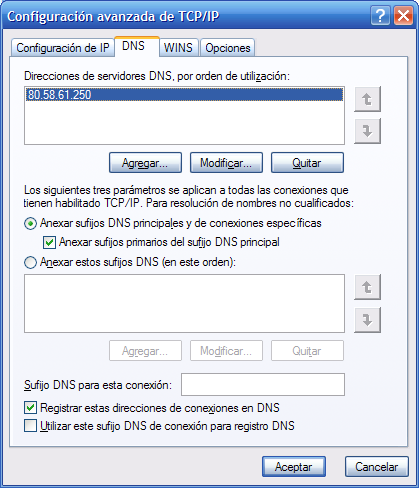 Configuración avanzada de TCP/IP
Configuración de IP DNS WINS Opciones
Direcciones de servidores DNS, por orden de utilización:
80.58.61.250
Agregar... Modificar... Quitar
Los siguientes tres parámetros se aplican a todas las conexiones que
tienen habilitado TCP/IP. Para resolución de nombres no cualificados:
Anexar sufijos DNS principales y de conexiones específicas
Anexar sufijos primarios del sufijo DNS principal
Anexar estos sufijos DNS (en este orden):
Agregar... Modificar... Quitar
Sufijo DNS para esta conexión:
Registrar estas direcciones de conexiones en DNS
Utilizar este sufijo DNS de conexión para registro DNS
Aceptar Cancelar